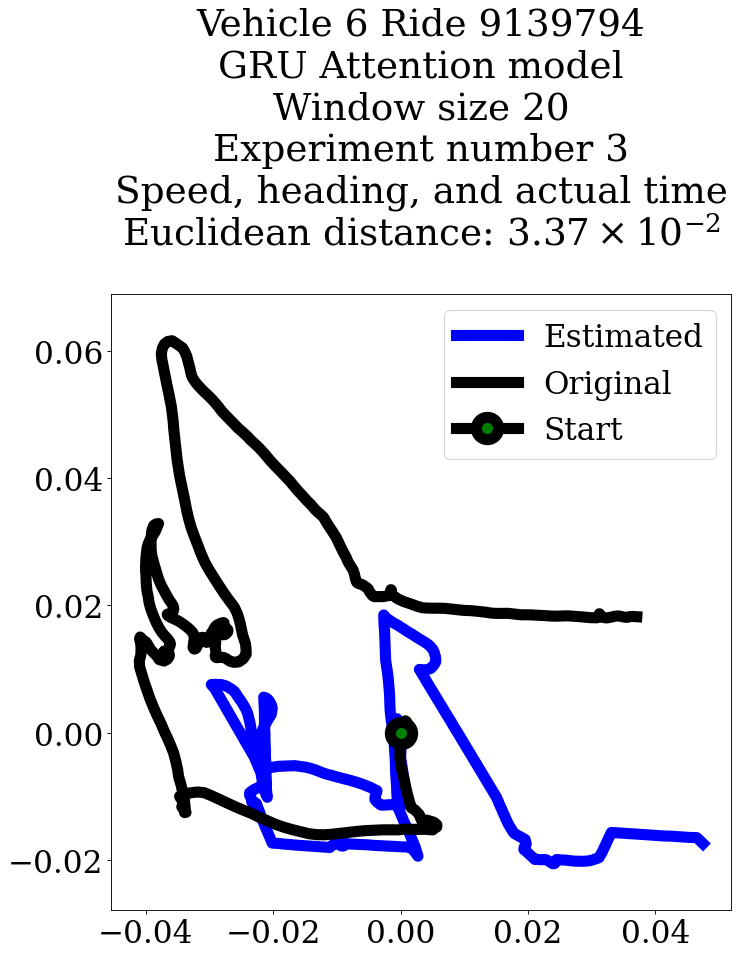 Vehicle 6 Ride 9139794
GRU Attention model
Window size 20
Experiment number 3
Speed, heading, and actual time
Euclidean distance: 3.37 × 10⁻²
Estimated
Original
Start
0.06
0.04
0.02
0.00
−0.02
−0.04
−0.02
0.00
0.02
0.04